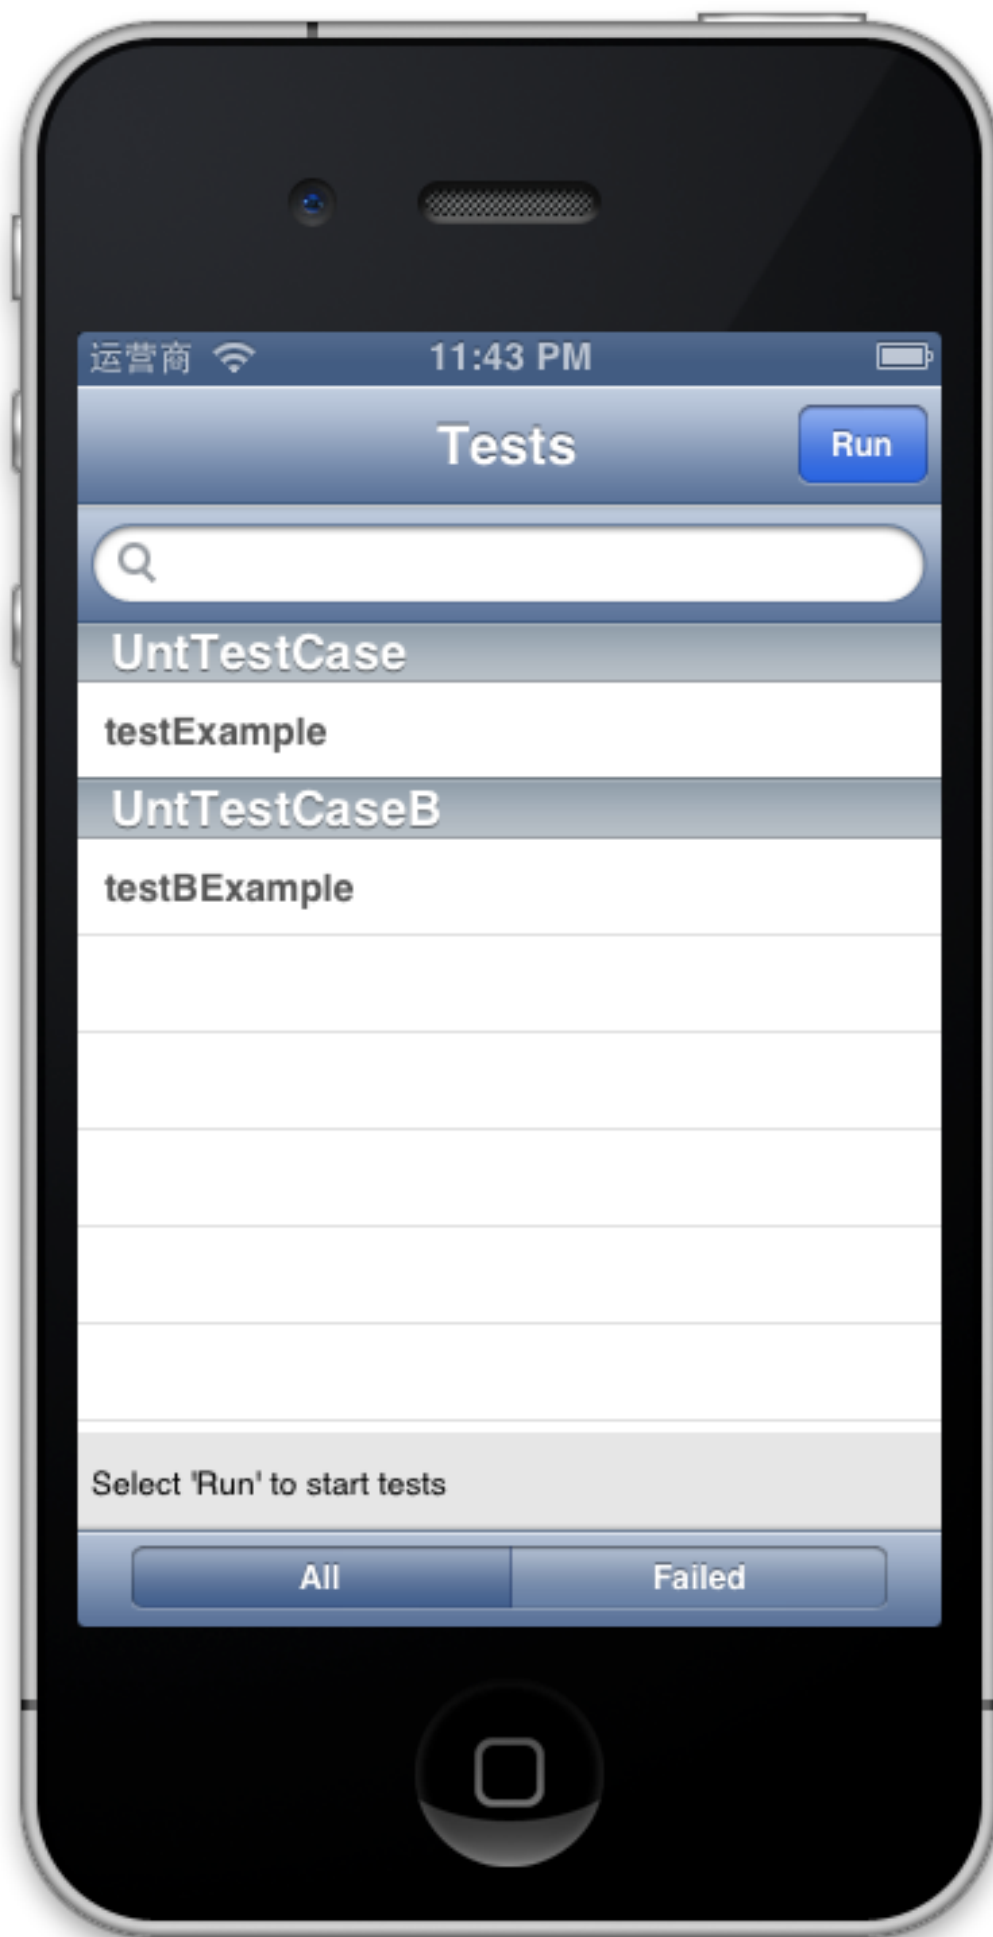 运营商 11:43 PM
Tests Run
UntTestCase
testExample
UntTestCaseB
testBExample
Select 'Run' to start tests
All Failed